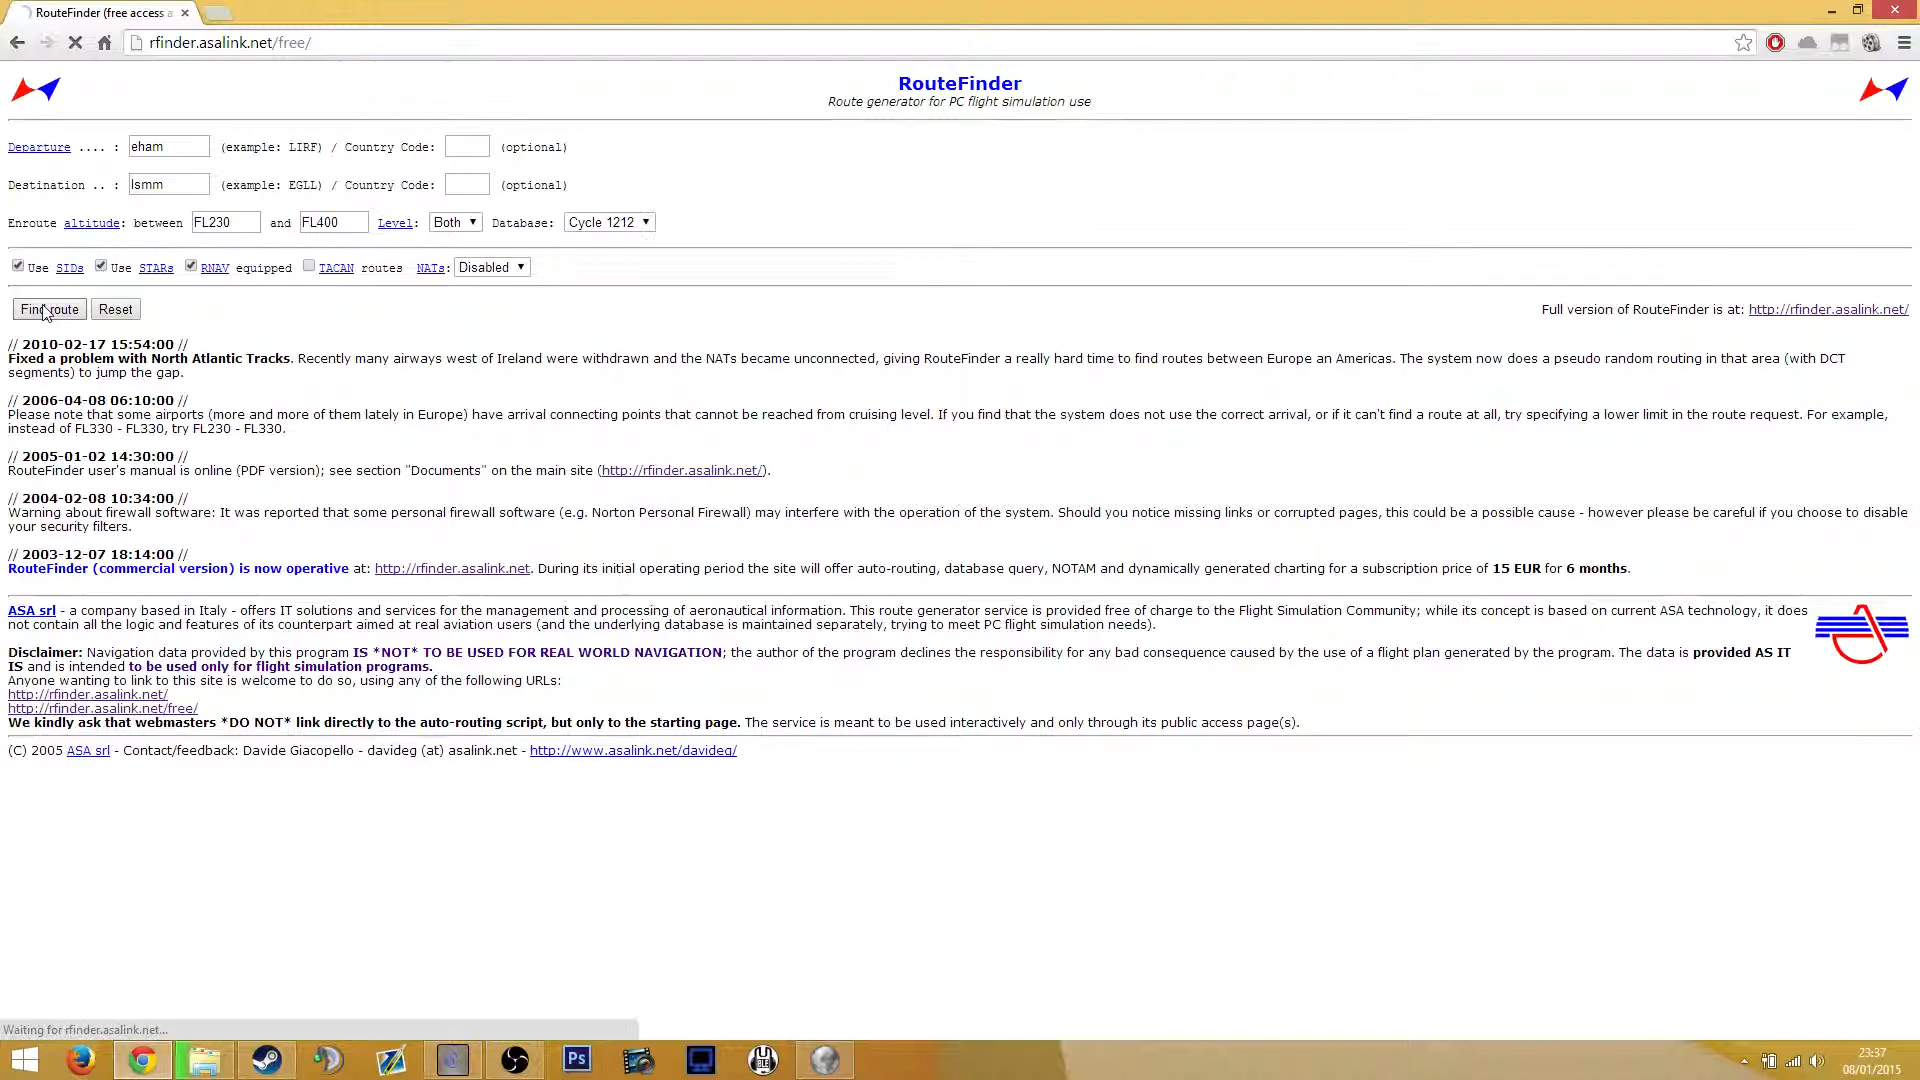 RouteFinder (free access a
rfinder.asalink.net/free/
RouteFinder
Route generator for PC flight simulation use
Departure .... : eham (example: LIRF) / Country Code: (optional)
Destination .. : lsmm (example: EGLL) / Country Code: (optional)
Enroute altitude: between FL230 and FL400 Level: Both Database: Cycle 1212
Use SIDs Use STARs RNAV equipped TACAN routes NATs: Disabled
Find route Reset Full version of RouteFinder is at: http://rfinder.asalink.net/
// 2010-02-17 15:54:00 //
Fixed a problem with North Atlantic Tracks. Recently many airways west of Ireland were withdrawn and the NATs became unconnected, giving RouteFinder a really hard time to find routes between Europe an Americas. The system now does a pseudo random routing in that area (with DCT
segments) to jump the gap.
// 2006-04-08 06:10:00 //
Please note that some airports (more and more of them lately in Europe) have arrival connecting points that cannot be reached from cruising level. If you find that the system does not use the correct arrival, or if it can't find a route at all, try specifying a lower limit in the route request. For example,
instead of FL330 - FL330, try FL230 - FL330.
// 2005-01-02 14:30:00 //
RouteFinder user's manual is online (PDF version); see section "Documents" on the main site (http://rfinder.asalink.net/).
// 2004-02-08 10:34:00 //
Warning about firewall software: It was reported that some personal firewall software (e.g. Norton Personal Firewall) may interfere with the operation of the system. Should you notice missing links or corrupted pages, this could be a possible cause - however please be careful if you choose to disable
your security filters.
// 2003-12-07 18:14:00 //
RouteFinder (commercial version) is now operative at: http://rfinder.asalink.net. During its initial operating period the site will offer auto-routing, database query, NOTAM and dynamically generated charting for a subscription price of 15 EUR for 6 months.
ASA srl - a company based in Italy - offers IT solutions and services for the management and processing of aeronautical information. This route generator service is provided free of charge to the Flight Simulation Community; while its concept is based on current ASA technology, it does
not contain all the logic and features of its counterpart aimed at real aviation users (and the underlying database is maintained separately, trying to meet PC flight simulation needs).
Disclaimer: Navigation data provided by this program IS *NOT* TO BE USED FOR REAL WORLD NAVIGATION; the author of the program declines the responsibility for any bad consequence caused by the use of a flight plan generated by the program. The data is provided AS IT
IS and is intended to be used only for flight simulation programs.
Anyone wanting to link to this site is welcome to do so, using any of the following URLs:
http://rfinder.asalink.net/
http://rfinder.asalink.net/free/
We kindly ask that webmasters *DO NOT* link directly to the auto-routing script, but only to the starting page. The service is meant to be used interactively and only through its public access page(s).
(C) 2005 ASA srl - Contact/feedback: Davide Giacopello - davideg (at) asalink.net - http://www.asalink.net/davideg/
Waiting for rfinder.asalink.net...
Ps
U
BLE
23:37
08/01/2015